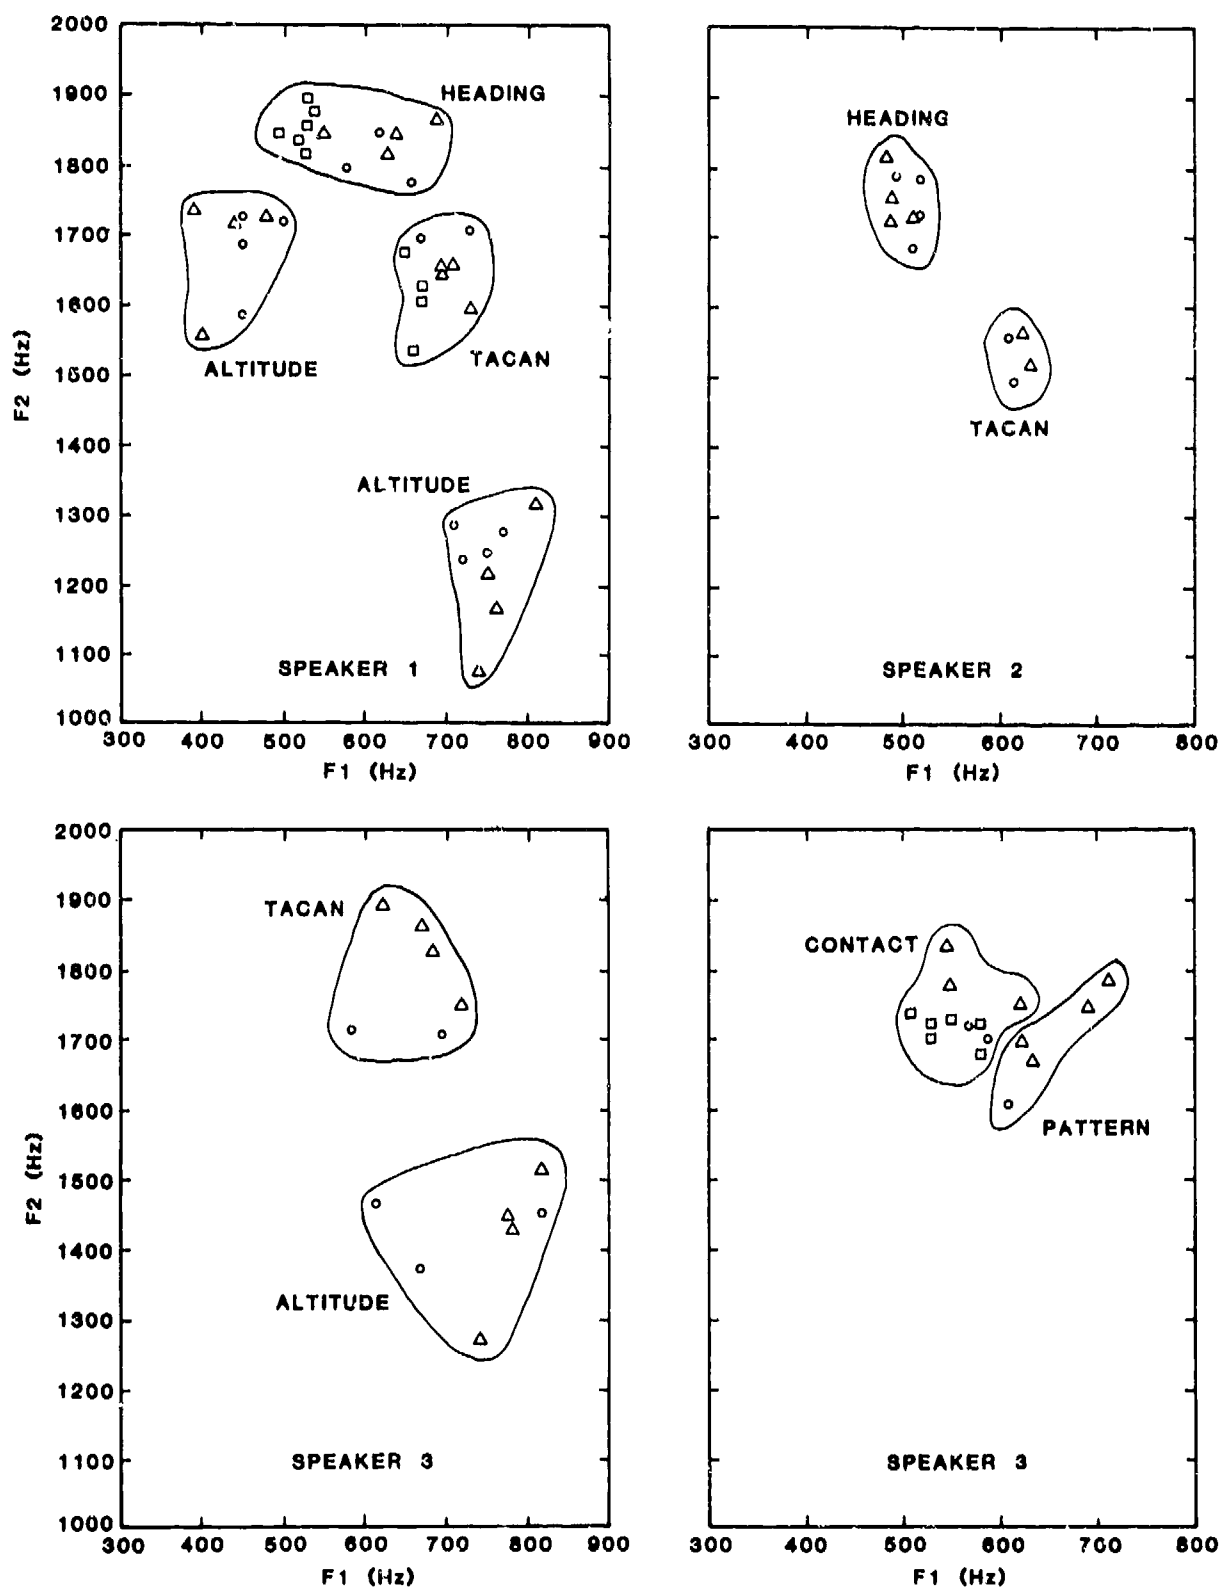 2000
1900
1800
1700
1600
1500
1400
1300
1200
1100
1000
F2 (Hz)
HEADING
ALTITUDE
TACAN
ALTITUDE
SPEAKER 1
300 400 500 600 700 800 900
F1 (Hz)
HEADING
TACAN
SPEAKER 2
300 400 500 600 700 800
F1 (Hz)
2000
1900
1800
1700
1600
1500
1400
1300
1200
1100
1000
F2 (Hz)
TACAN
ALTITUDE
SPEAKER 3
300 400 500 600 700 800 900
F1 (Hz)
CONTACT
PATTERN
SPEAKER 3
300 400 500 600 700 800
F1 (Hz)